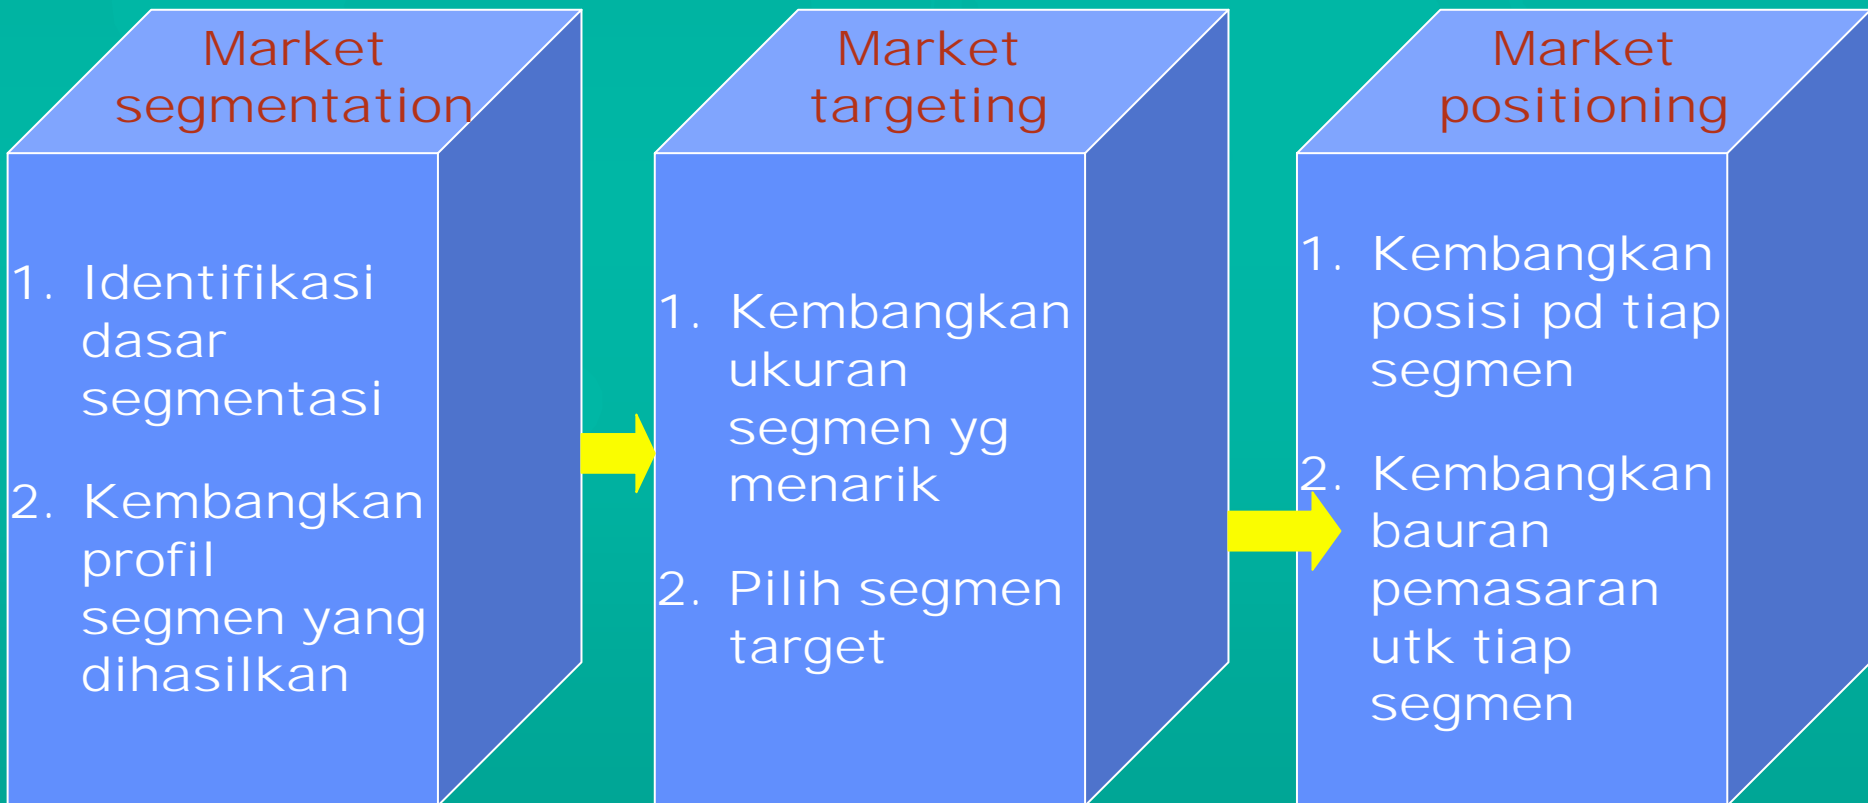 Market
segmentation
1. Identifikasi
dasar
segmentasi
2. Kembangkan
profil
segmen yang
dihasilkan
Market
targeting
1. Kembangkan
ukuran
segmen yg
menarik
2. Pilih segmen
target
Market
positioning
1. Kembangkan
posisi pd tiap
segmen
2. Kembangkan
bauran
pemasaran
utk tiap
segmen